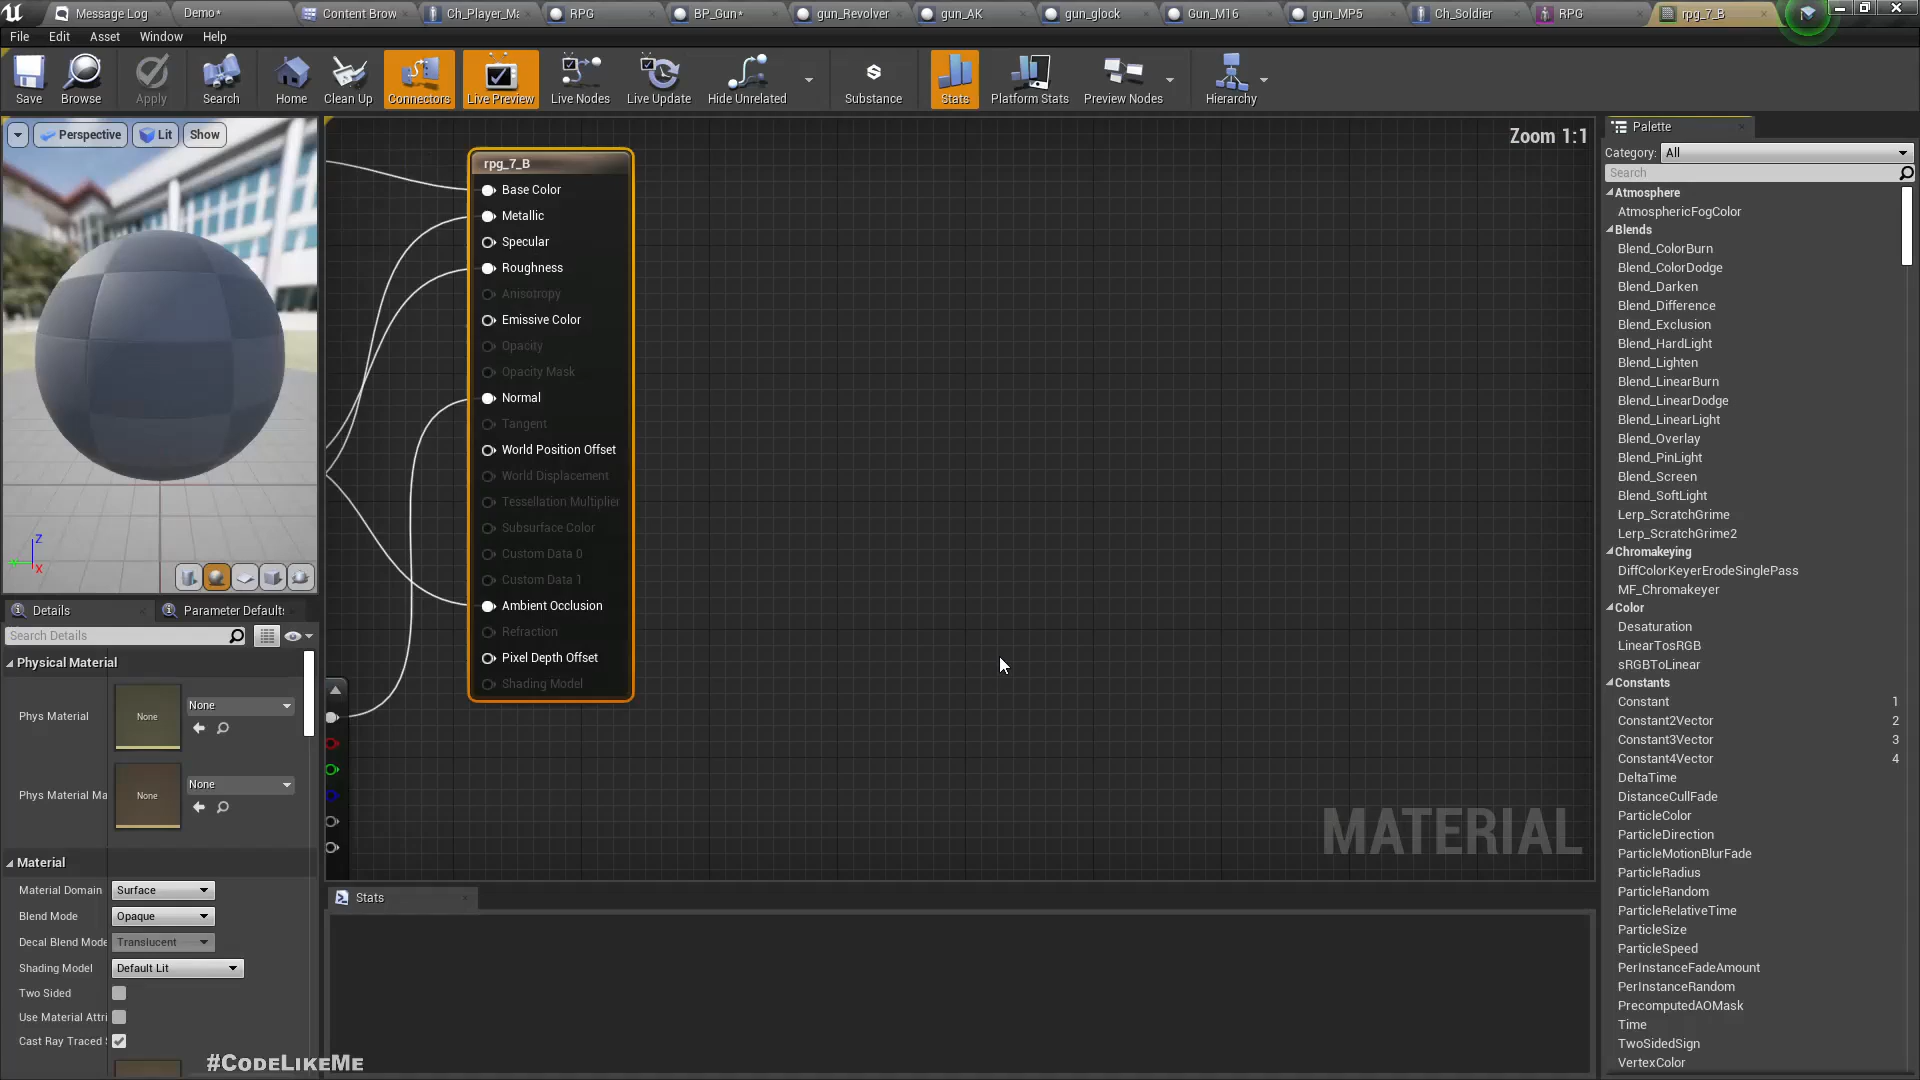 Message Log
Demo*
Content Brow
Ch_Player_Ma
RPG
BP_Gun*
gun_Revolver
gun_AK
gun_glock
Gun_M16
gun_MP5
Ch_Soldier
RPG
rpg_7_B
File
Edit
Asset
Window
Help
Save
Browse
Apply
Search
Home
Clean Up
Connectors
Live Preview
Live Nodes
Live Update
Hide Unrelated
Substance
Stats
Platform Stats
Preview Nodes
Hierarchy
Perspective
Lit
Show
Z
X
Zoom 1:1
rpg_7_B
Base Color
Metallic
Specular
Roughness
Anisotropy
Emissive Color
Opacity
Opacity Mask
Normal
Tangent
World Position Offset
World Displacement
Tessellation Multiplier
Subsurface Color
Custom Data 0
Custom Data 1
Ambient Occlusion
Refraction
Pixel Depth Offset
Shading Model
MATERIAL
Stats
Details
Parameter Defaults
Search Details
Physical Material
Phys Material
None
None
Phys Material Ma
None
None
Material
Material Domain
Surface
Blend Mode
Opaque
Decal Blend Mode
Translucent
Shading Model
Default Lit
Two Sided
Use Material Attri
Cast Ray Traced S
#CodeLikeMe
Palette
Category:
All
Search
Atmosphere
AtmosphericFogColor
Blends
Blend_ColorBurn
Blend_ColorDodge
Blend_Darken
Blend_Difference
Blend_Exclusion
Blend_HardLight
Blend_Lighten
Blend_LinearBurn
Blend_LinearDodge
Blend_LinearLight
Blend_Overlay
Blend_PinLight
Blend_Screen
Blend_SoftLight
Lerp_ScratchGrime
Lerp_ScratchGrime2
Chromakeying
DiffColorKeyerErodeSinglePass
MF_Chromakeyer
Color
Desaturation
LinearTosRGB
sRGBToLinear
Constants
Constant 1
Constant2Vector 2
Constant3Vector 3
Constant4Vector 4
DeltaTime
DistanceCullFade
ParticleColor
ParticleDirection
ParticleMotionBlurFade
ParticleRadius
ParticleRandom
ParticleRelativeTime
ParticleSize
ParticleSpeed
PerInstanceFadeAmount
PerInstanceRandom
PrecomputedAOMask
Time
TwoSidedSign
VertexColor